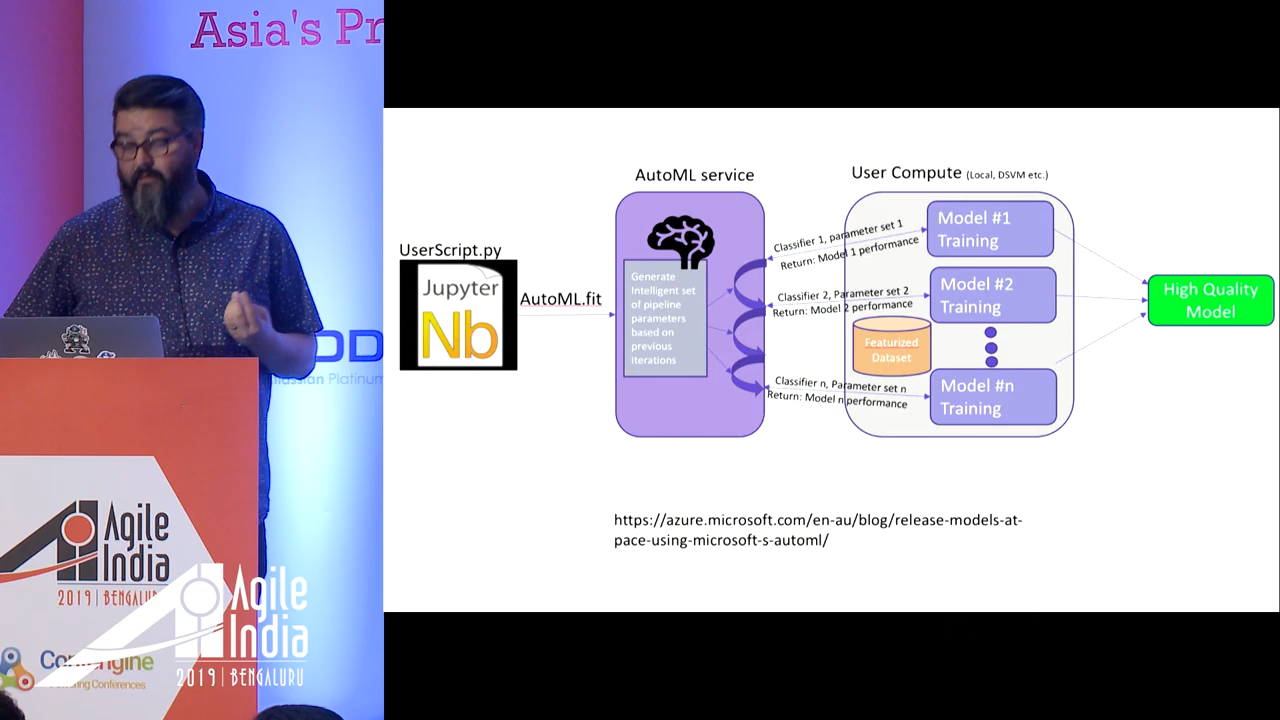 Asia's Pr
Platinum
Agile
India
2019 | BENGALU
Confengine
Conferences
Agile
India
2019 | BENGALURU
AutoML service
User Compute (Local, DSVM etc.)
UserScript.py
Jupyter
Nb
AutoML.fit
Generate
Intelligent set
of pipeline
parameters
based on
previous
iterations
Classifier 1, parameter set 1
Return: Model 1 performance
Classifier 2, Parameter set 2
Return: Model 2 performance
Classifier n, Parameter set n
Return: Model n performance
Model #1
Training
Model #2
Training
Featurized
Dataset
Model #n
Training
High Quality
Model
https://azure.microsoft.com/en-au/blog/release-models-at-
pace-using-microsoft-s-automl/